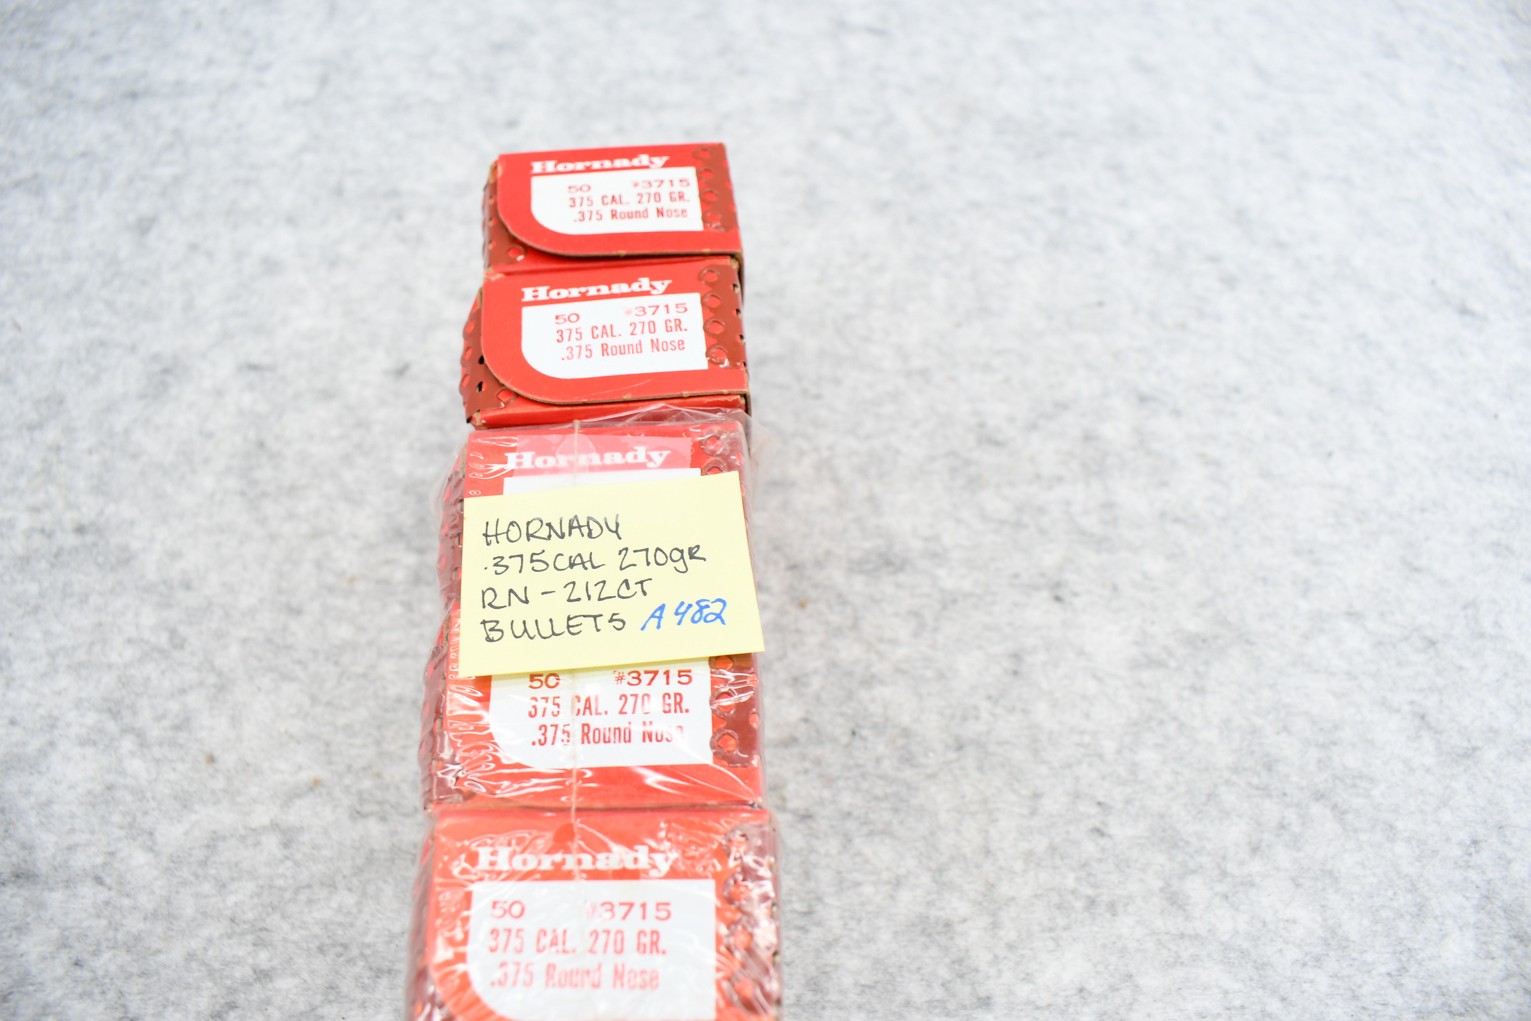 Hornady
50 #3715
375 CAL. 270 GR.
.375 Round Nose
Hornady
50 #3715
375 CAL. 270 GR.
.375 Round Nose
Hornady
HORNADY
.375CAL 270gR
RN - 212CT
BULLETS A482
50 #3715
375 CAL. 270 GR.
.375 Round Nose
Hornady
50 #3715
375 CAL. 270 GR.
.375 Round Nose